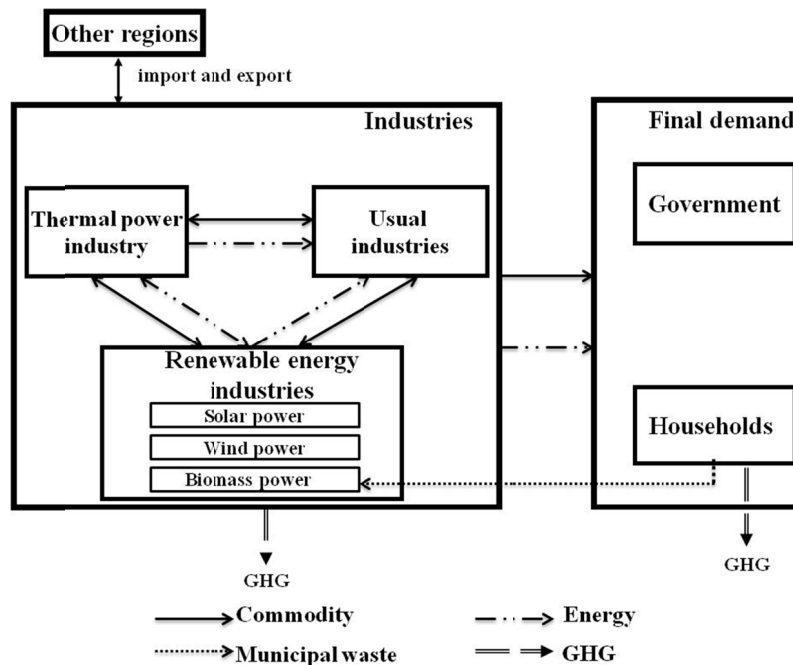 Other regions
import and export
Industries
Final demand
Thermal power
industry
Usual
industries
Government
Renewable energy
industries
Solar power
Wind power
Biomass power
Households
GHG
GHG
Commodity
Energy
Municipal waste
GHG